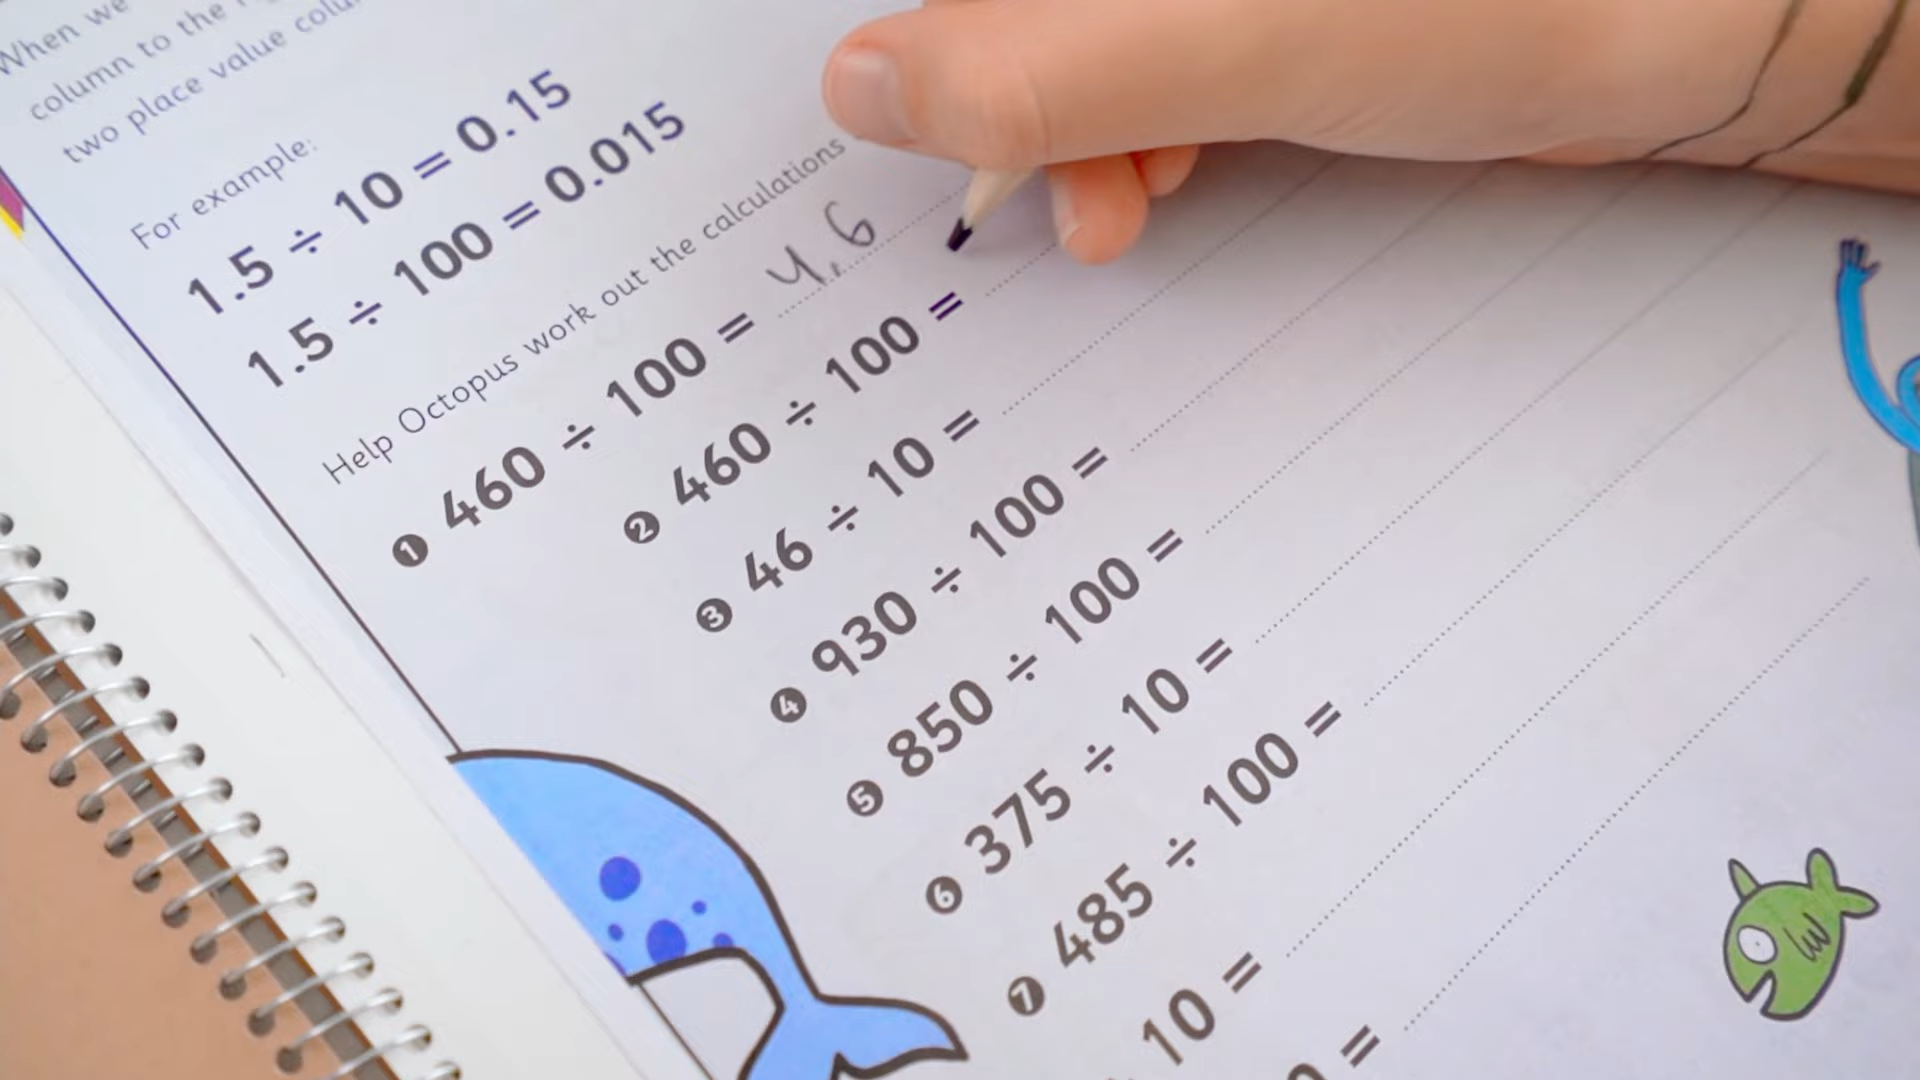 When we
column to the
two place value
For example:
1.5 ÷ 10 = 0.15
1.5 ÷ 100 = 0.015
Help Octopus work out the calculations
1 460 ÷ 100 = 4,6
2 460 ÷ 100 =
3 46 ÷ 10 =
4 930 ÷ 100 =
5 850 ÷ 100 =
6 375 ÷ 10 =
7 485 ÷ 100 =
10 =
0 =